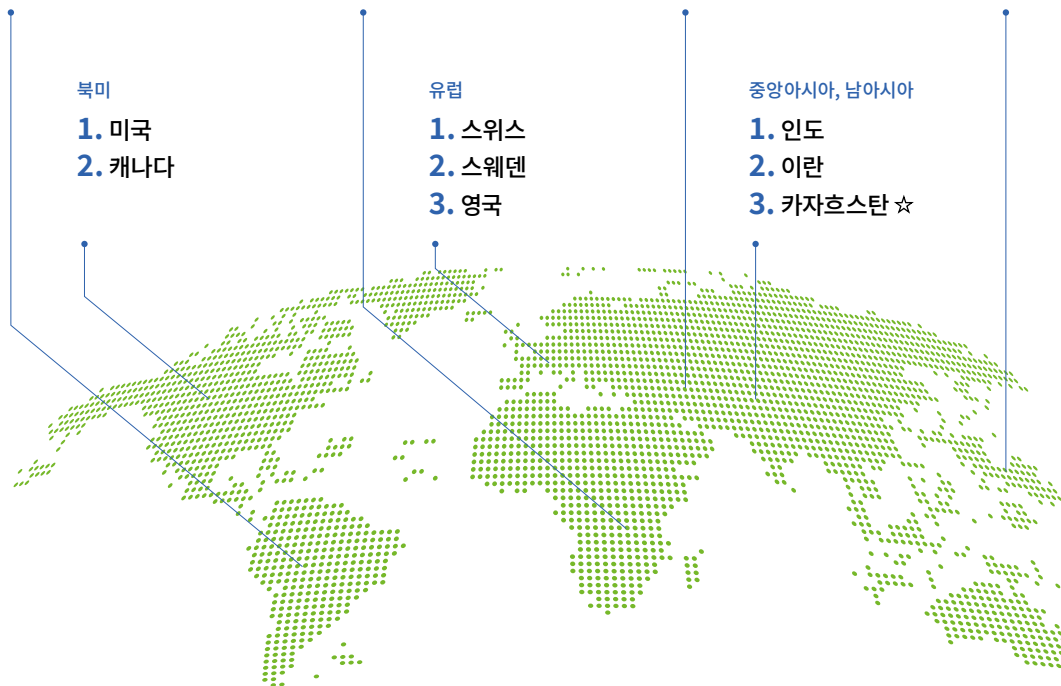 북미
1. 미국
2. 캐나다
유럽
1. 스위스
2. 스웨덴
3. 영국
중앙아시아, 남아시아
1. 인도
2. 이란
3. 카자흐스탄 ☆